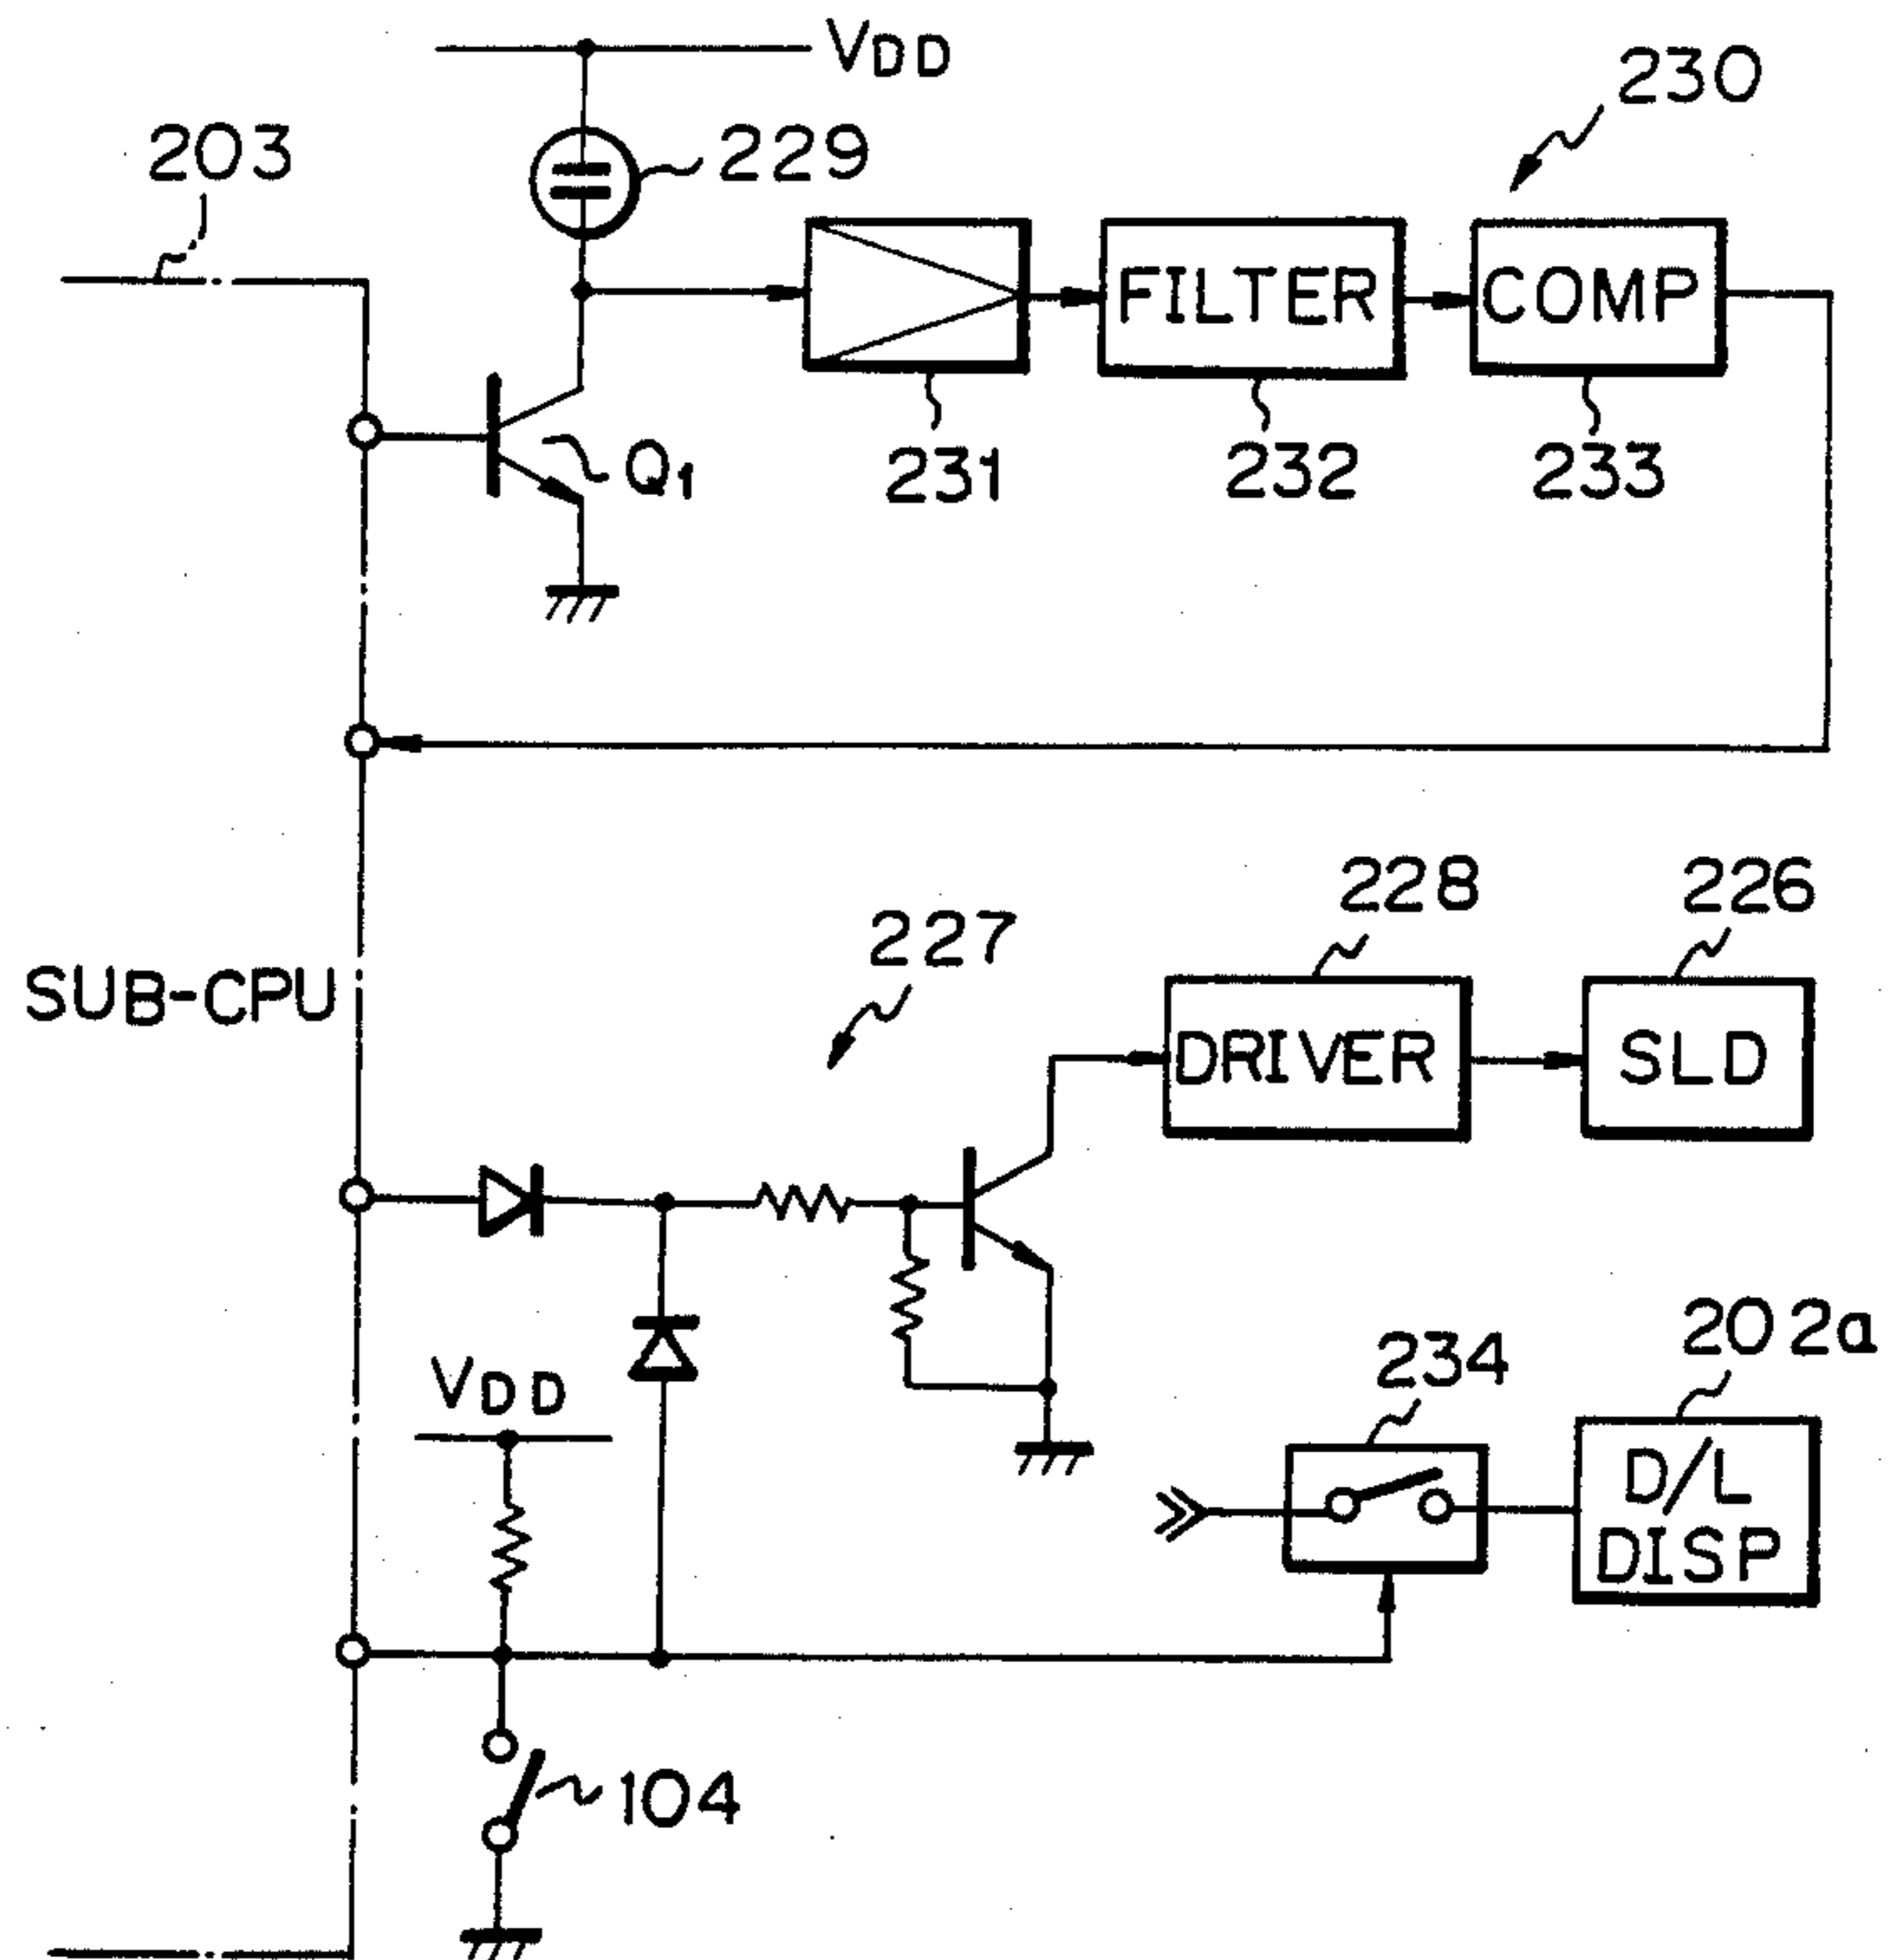 VDD
230
203
229
FILTER
COMP
Q1
231
232
233
228
226
227
SUB-CPU
DRIVER
SLD
202a
234
VDD
D/L
DISP
104